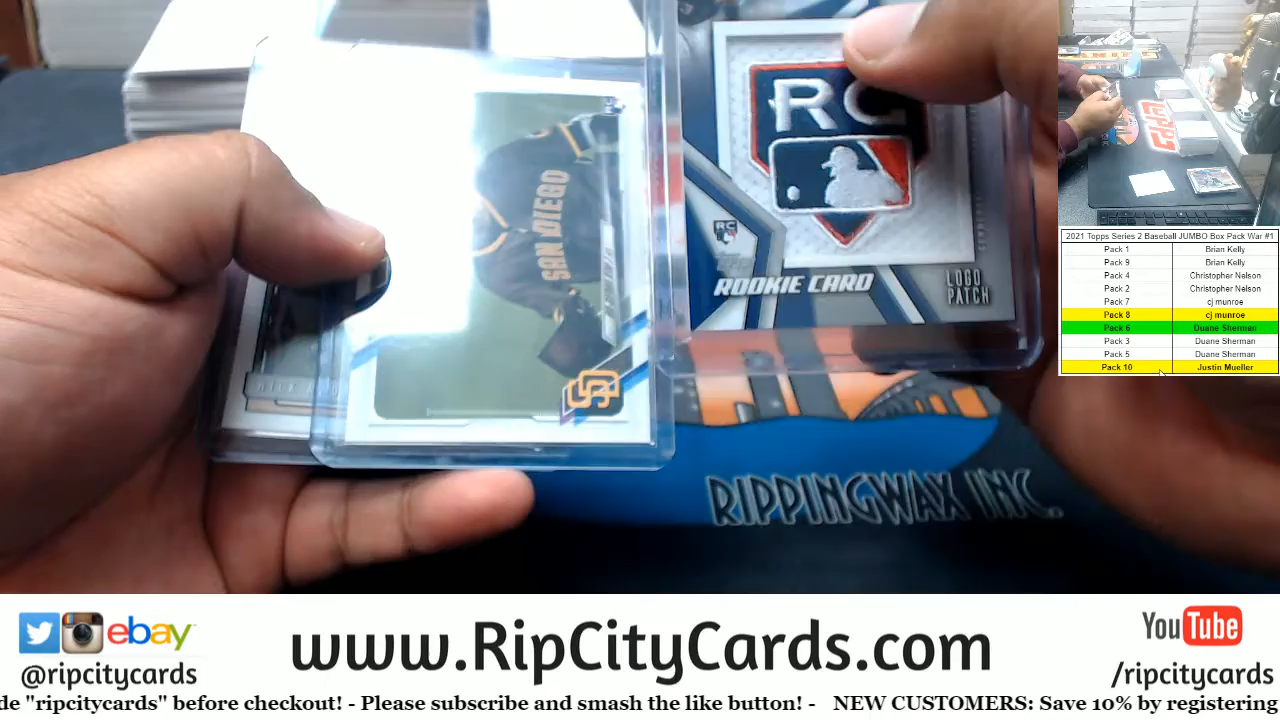 SAN DIEGO
SD
RC
RC
ROOKIE CARD
LOGO
PATCH
RIPPINGWAX INC.
TOPPS
2021 Topps Series 2 Baseball JUMBO Box Pack War #1
Pack 1 Brian Kelly
Pack 9 Brian Kelly
Pack 4 Christopher Nelson
Pack 2 Christopher Nelson
Pack 7 cj munroe
Pack 8 cj munroe
Pack 6 Duane Sherman
Pack 3 Duane Sherman
Pack 5 Duane Sherman
Pack 10 Justin Mueller
ebay
@ripcitycards
www.RipCityCards.com
YouTube
/ripcitycards
de "ripcitycards" before checkout! - Please subscribe and smash the like button! - NEW CUSTOMERS: Save 10% by registering